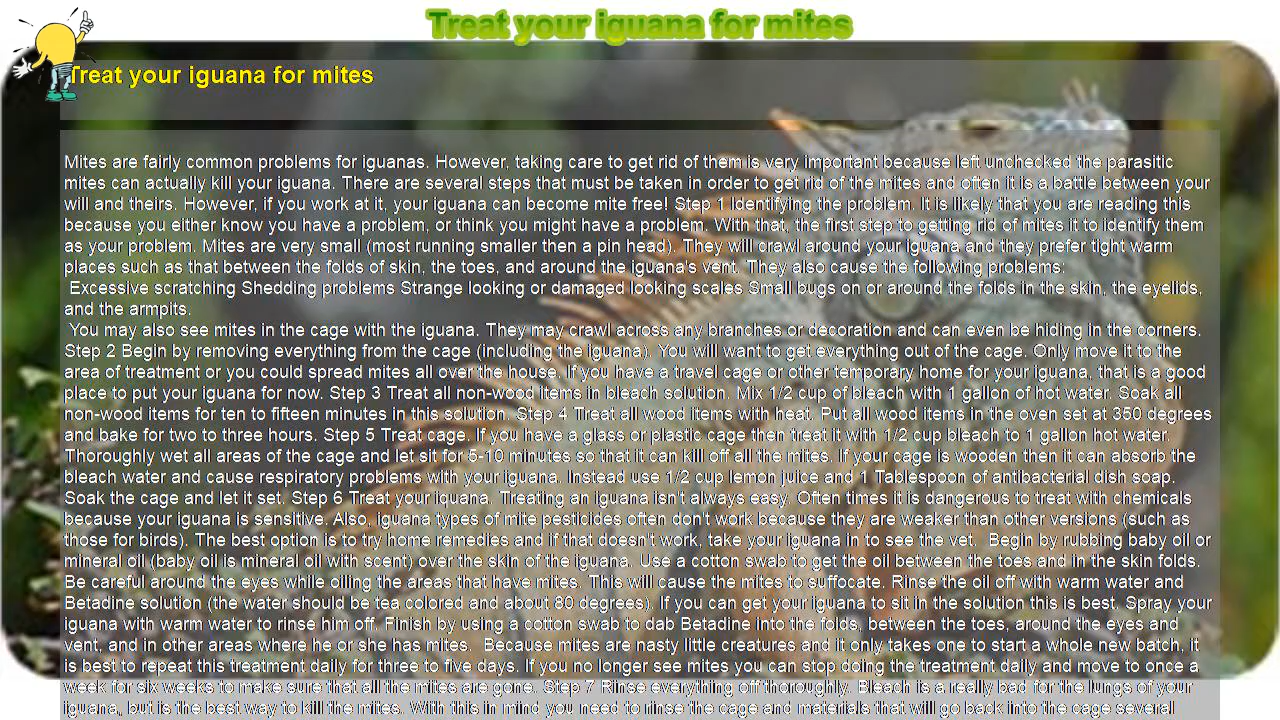 Treat your iguana for mites
Treat your iguana for mites
Mites are fairly common problems for iguanas. However, taking care to get rid of them is very important because left unchecked the parasitic
mites can actually kill your iguana. There are several steps that must be taken in order to get rid of the mites and often it is a battle between your
will and theirs. However, if you work at it, your iguana can become mite free! Step 1 Identifying the problem. It is likely that you are reading this
because you either know you have a problem, or think you might have a problem. With that, the first step to getting rid of mites it to identify them
as your problem. Mites are very small (most running smaller then a pin head). They will crawl around your iguana and they prefer tight warm
places such as that between the folds of skin, the toes, and around the iguana's vent. They also cause the following problems:
Excessive scratching Shedding problems Strange looking or damaged looking scales Small bugs on or around the folds in the skin, the eyelids,
and the armpits.
You may also see mites in the cage with the iguana. They may crawl across any branches or decoration and can even be hiding in the corners.
Step 2 Begin by removing everything from the cage (including the iguana). You will want to get everything out of the cage. Only move it to the
area of treatment or you could spread mites all over the house. If you have a travel cage or other temporary home for your iguana, that is a good
place to put your iguana for now. Step 3 Treat all non-wood items in bleach solution. Mix 1/2 cup of bleach with 1 gallon of hot water. Soak all
non-wood items for ten to fifteen minutes in this solution. Step 4 Treat all wood items with heat. Put all wood items in the oven set at 350 degrees
and bake for two to three hours. Step 5 Treat cage. If you have a glass or plastic cage then treat it with 1/2 cup bleach to 1 gallon hot water.
Thoroughly wet all areas of the cage and let sit for 5-10 minutes so that it can kill off all the mites. If your cage is wooden then it can absorb the
bleach water and cause respiratory problems with your iguana. Instead use 1/2 cup lemon juice and 1 Tablespoon of antibacterial dish soap.
Soak the cage and let it set. Step 6 Treat your iquana. Treating an iguana isn't always easy. Often times it is dangerous to treat with chemicals
because your iguana is sensitive. Also, iguana types of mite pesticides often don't work because they are weaker than other versions (such as
those for birds). The best option is to try home remedies and if that doesn't work, take your iguana in to see the vet.  Begin by rubbing baby oil or
mineral oil (baby oil is mineral oil with scent) over the skin of the iguana. Use a cotton swab to get the oil between the toes and in the skin folds.
Be careful around the eyes while oiling the areas that have mites. This will cause the mites to suffocate. Rinse the oil off with warm water and
Betadine solution (the water should be tea colored and about 80 degrees). If you can get your iguana to sit in the solution this is best. Spray your
iguana with warm water to rinse him off. Finish by using a cotton swab to dab Betadine into the folds, between the toes, around the eyes and
vent, and in other areas where he or she has mites.  Because mites are nasty little creatures and it only takes one to start a whole new batch, it
is best to repeat this treatment daily for three to five days. If you no longer see mites you can stop doing the treatment daily and move to once a
week for six weeks to make sure that all the mites are gone. Step 7 Rinse everything off thoroughly. Bleach is a really bad for the lungs of your
iguana, but is the best way to kill the mites. With this in mind you need to rinse the cage and materials that will go back into the cage several